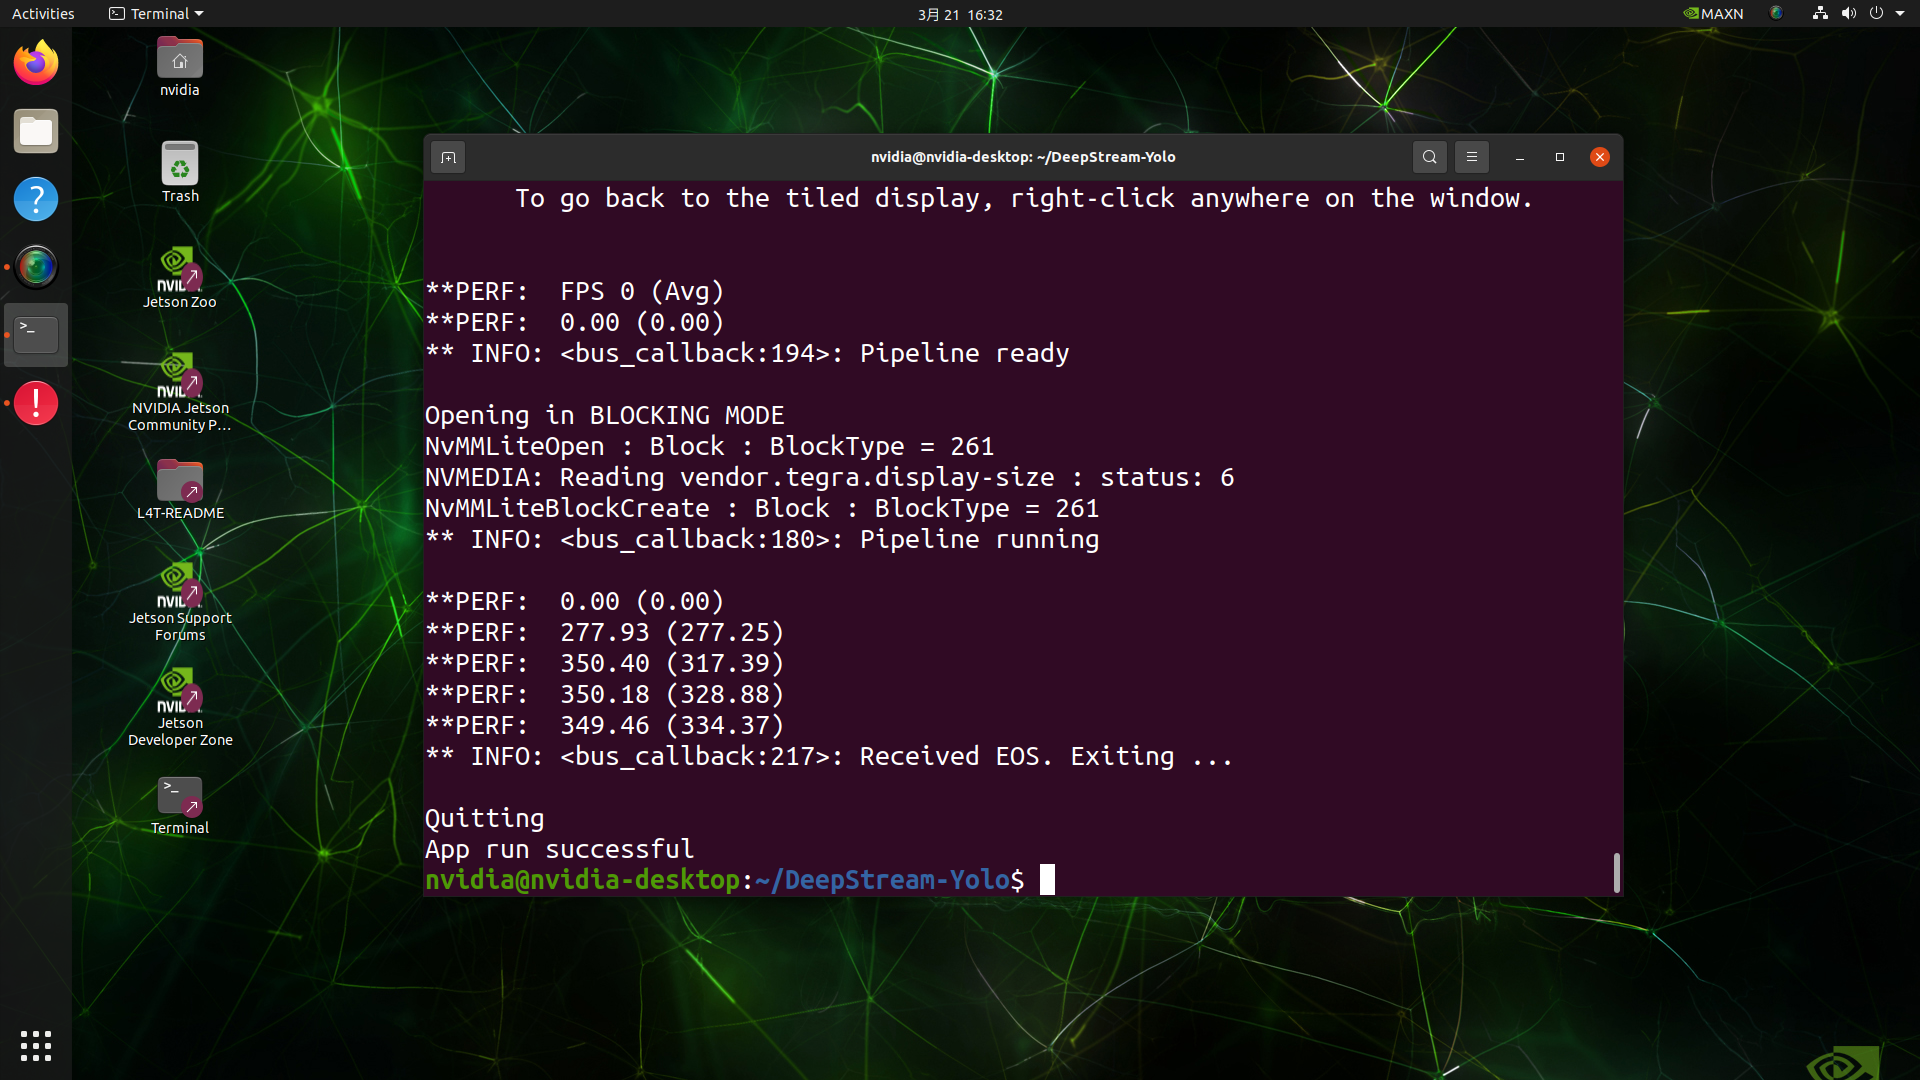 Activities
Terminal
3月 21 16:32
MAXN
nvidia
Trash
Jetson Zoo
NVIDIA Jetson
Community P...
L4T-README
Jetson Support
Forums
Jetson
Developer Zone
Terminal
nvidia@nvidia-desktop: ~/DeepStream-Yolo
To go back to the tiled display, right-click anywhere on the window.
**PERF:  FPS 0 (Avg)
**PERF:  0.00 (0.00)
** INFO: <bus_callback:194>: Pipeline ready
Opening in BLOCKING MODE
NvMMLiteOpen : Block : BlockType = 261
NVMEDIA: Reading vendor.tegra.display-size : status: 6
NvMMLiteBlockCreate : Block : BlockType = 261
** INFO: <bus_callback:180>: Pipeline running
**PERF:  0.00 (0.00)
**PERF:  277.93 (277.25)
**PERF:  350.40 (317.39)
**PERF:  350.18 (328.88)
**PERF:  349.46 (334.37)
** INFO: <bus_callback:217>: Received EOS. Exiting ...
Quitting
App run successful
nvidia@nvidia-desktop:~/DeepStream-Yolo$